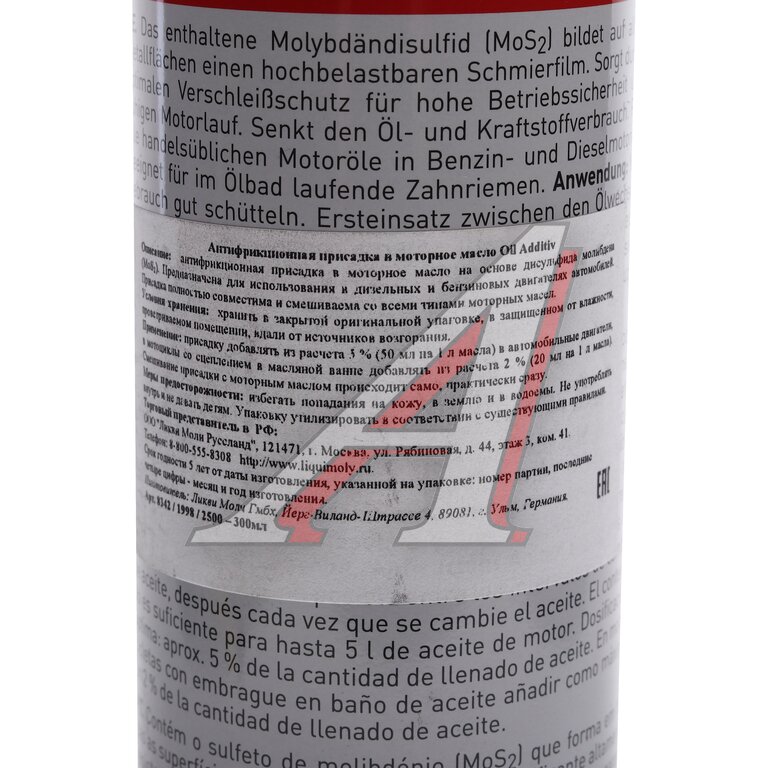 E Das enthaltene Molybdändisulfid (MoS2) bildet auf
flächen einen hochbelastbaren Schmierfilm. Sorgt
malen Verschleißschutz für hohe Betriebssicherheit
Motorlauf. Senkt den Öl- und Kraftstoffverbrauch.
handelsüblichen Motoröle in Benzin- und Diesel
eignet für im Ölbad laufende Zahnriemen. Anwendung:
brauch gut schütteln. Ersteinsatz zwischen den Ölwech
Антифрикционная присадка в моторное масло Oil Additiv
Описание: антифрикционная присадка в моторное масло на основе дисульфида молибдена
(MoS2). Предназначена для использования в дизельных и бензиновых двигателях автомобилей.
Присадка полностью совместима и смешиваема со всеми типами моторных масел.
Условия хранения: хранить в закрытой оригинальной упаговке, в защищенном от влажности,
проветриваемом помещении, вдали от источников возгорания.
Применение: присадку добавлять из расчета 5 % (50 мл на 1 л масла) в автомобильные двигатели,
в мотоциклы со сцеплением в масляной ванне добавлять из расчета 2 % (20 мл на 1 л масла).
Смешивание присадки с моторным маслом происходит само, практически сразу.
Меры предосторожности: избегать попадания на кожу, в землю и в водоемы. Не употреблять
внутрь и не давать детям. Упаковку утилизировать в соответствии с существующими правилами.
Торговый представитель в РФ:
ООО "Ликви Моли Руссланд", 121471, г. Москва, ул. Рябиновая, д. 44, этаж 3, ком. 41.
Телефон: 8-800-555-8308 http://www.liquimoly.ru.
Срок годности 5 лет от даты изготовления, указанной на упаковке: номер партии, последние
четыре цифры - месяц и год изготовления.
Изготовитель: Ликви Моли Гмбх, Йерг-Виланд-Штрассе 4, 89081, г. Ульм, Германия.
Арт. 8342 / 1998 / 2500 – 300мл
EAC
aceite, después cada vez que se cambie el aceite. El con
es suficiente para hasta 5 l de aceite de motor. Dosific
aprox. 5 % de la cantidad de llenado de aceite. En
con embrague en baño de aceite añadir como
2 % de la cantidad de llenado de aceite.
Contém o sulfeto de molibdénio (MoS2) que forma em